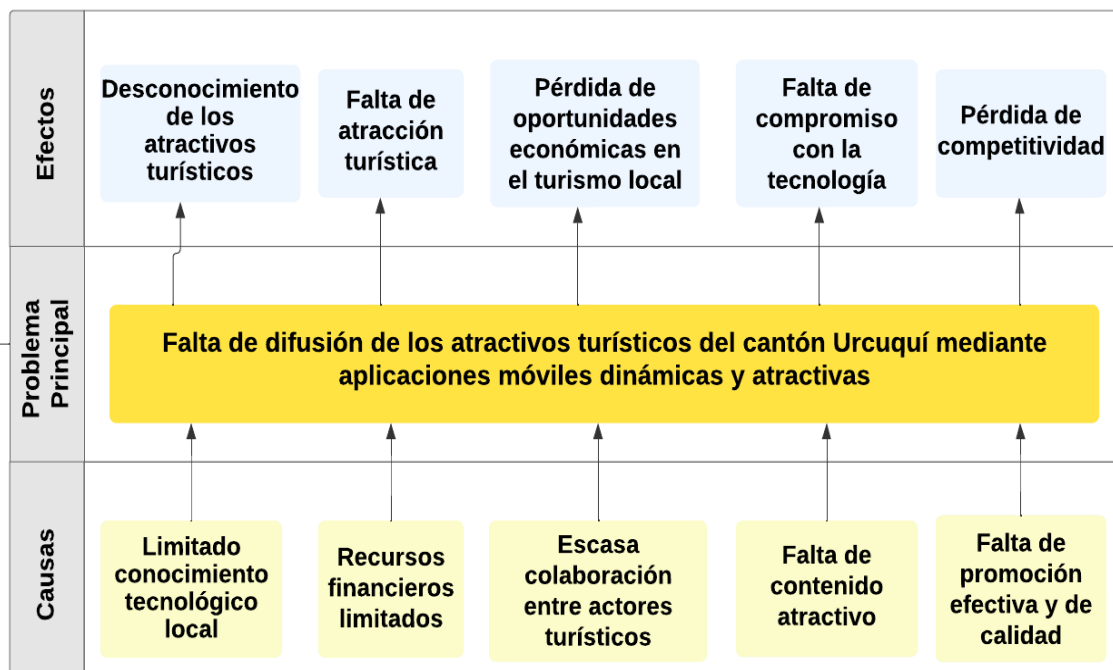 Efectos
Desconocimiento
de los
atractivos
turísticos
Falta de
atracción
turística
Pérdida de
oportunidades
económicas en
el turismo local
Falta de
compromiso
con la
tecnología
Pérdida de
competitividad
Problema
Principal
Falta de difusión de los atractivos turísticos del cantón Urcuquí mediante
aplicaciones móviles dinámicas y atractivas
Causas
Limitado
conocimiento
tecnológico
local
Recursos
financieros
limitados
Escasa
colaboración
entre actores
turísticos
Falta de
contenido
atractivo
Falta de
promoción
efectiva y de
calidad